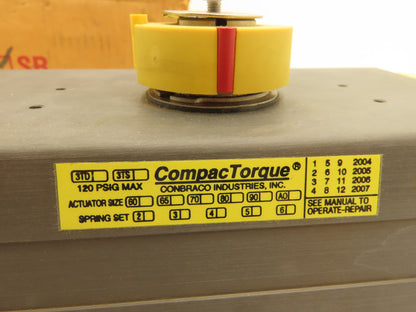 SB
3TD 3TS CompacTorque®
120 PSIG MAX CONBRACO INDUSTRIES, INC.
ACTUATOR SIZE 60 65 70 80 90 AO
SPRING SET 2 3 4 5 6
1 5 9 2004
2 6 10 2005
3 7 11 2006
4 8 12 2007
SEE MANUAL TO
OPERATE-REPAIR